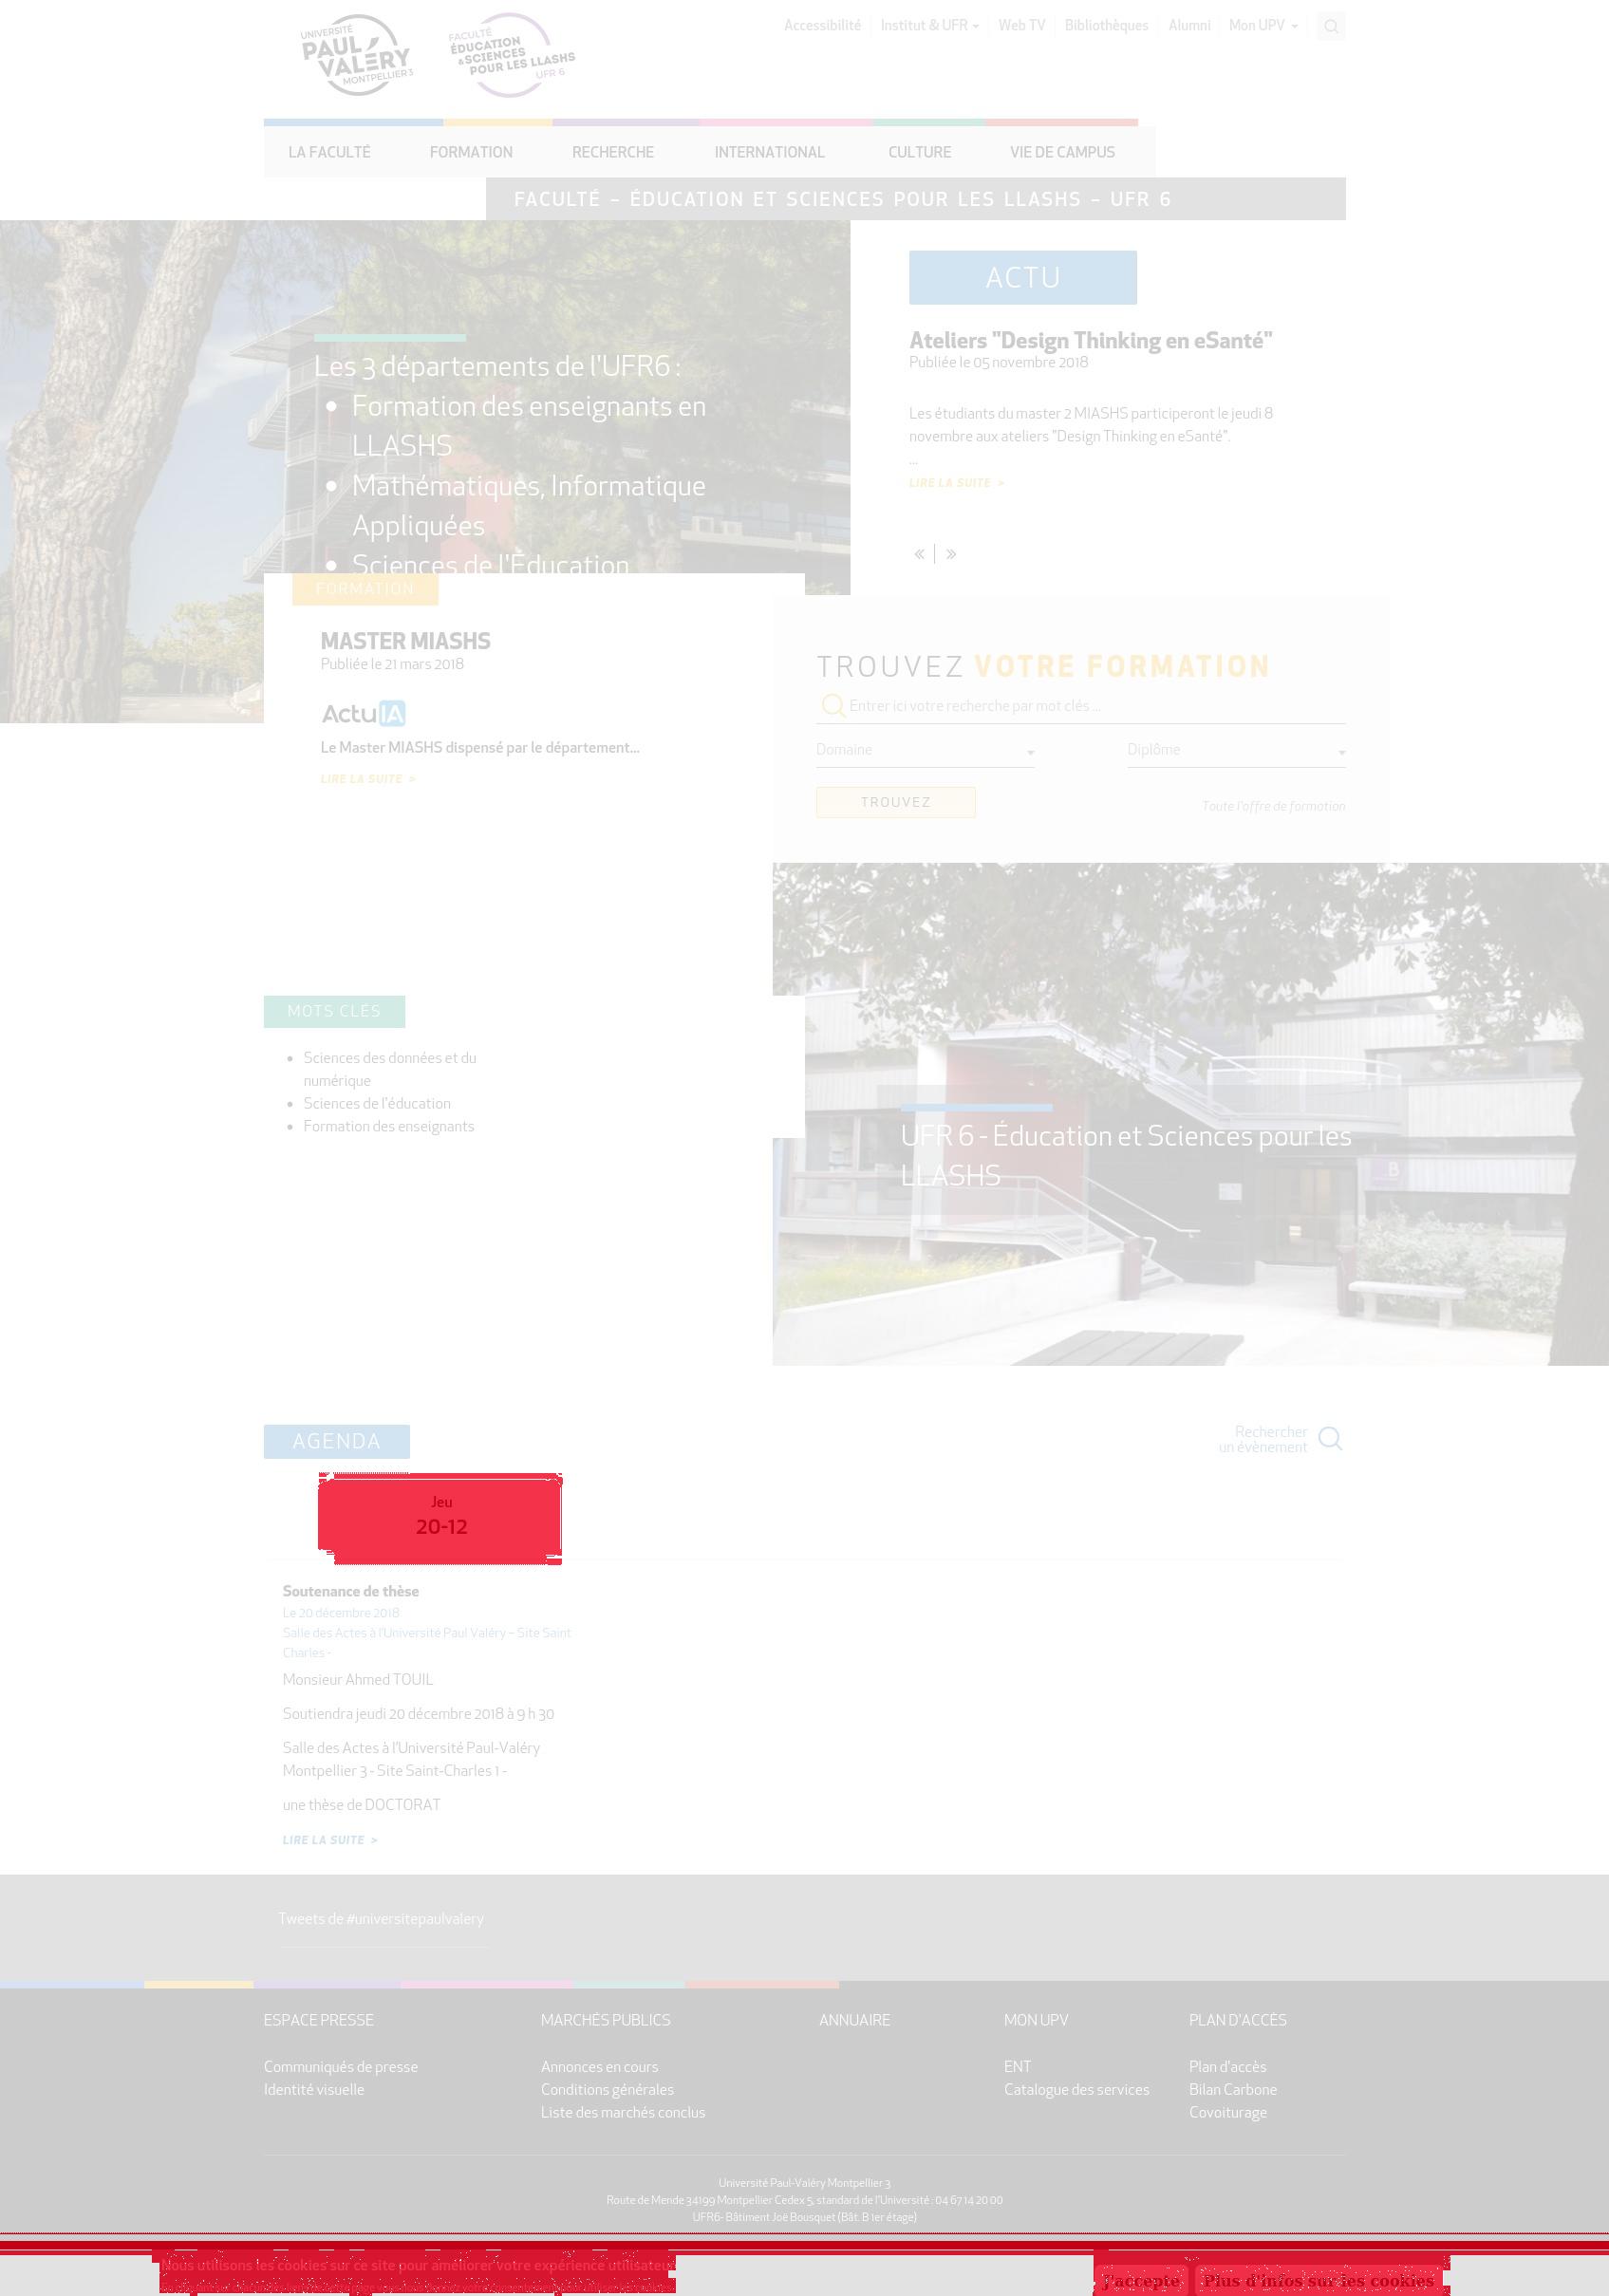 UNIVERSITÉ
PAUL
VALÉRY
MONTPELLIER 3
FACULTÉ
ÉDUCATION
& SCIENCES
POUR LES LLASHS
UFR 6
Accessibilité
Institut & UFR
Web TV
Bibliothèques
Alumni
Mon UPV
LA FACULTÉ
FORMATION
RECHERCHE
INTERNATIONAL
CULTURE
VIE DE CAMPUS
FACULTÉ – ÉDUCATION ET SCIENCES POUR LES LLASHS – UFR 6
Les 3 départements de l'UFR6 :
• Formation des enseignants en
LLASHS
• Mathématiques, Informatique
Appliquées
• Sciences de l'Éducation
ACTU
Ateliers "Design Thinking en eSanté"
Publiée le 05 novembre 2018
Les étudiants du master 2 MIASHS participeront le jeudi 8
novembre aux ateliers "Design Thinking en eSanté".
...
LIRE LA SUITE >
« | »
FORMATION
MASTER MIASHS
Publiée le 21 mars 2018
ActuIA
Le Master MIASHS dispensé par le département...
LIRE LA SUITE >
TROUVEZ VOTRE FORMATION
Entrer ici votre recherche par mot clés ...
Domaine
Diplôme
TROUVEZ
Toute l'offre de formation
MOTS CLÉS
• Sciences des données et du
numérique
• Sciences de l'éducation
• Formation des enseignants
B
UFR 6 - Éducation et Sciences pour les
LLASHS
AGENDA
Rechercher
un évènement
Jeu
20-12
Soutenance de thèse
Le 20 décembre 2018
Salle des Actes à l'Université Paul Valéry – Site Saint
Charles -
Monsieur Ahmed TOUIL
Soutiendra jeudi 20 décembre 2018 à 9 h 30
Salle des Actes à l'Université Paul-Valéry
Montpellier 3 - Site Saint-Charles 1 -
une thèse de DOCTORAT
LIRE LA SUITE >
Tweets de #universitepaulvalery
ESPACE PRESSE
Communiqués de presse
Identité visuelle
MARCHÉS PUBLICS
Annonces en cours
Conditions générales
Liste des marchés conclus
ANNUAIRE
MON UPV
ENT
Catalogue des services
PLAN D'ACCÈS
Plan d'accès
Bilan Carbone
Covoiturage
Université Paul-Valéry Montpellier 3
Route de Mende 34199 Montpellier Cedex 5, standard de l'Université : 04 67 14 20 00
UFR6- Bâtiment Joë Bousquet (Bât. B 1er étage)
Nous utilisons les cookies sur ce site pour améliorer votre expérience utilisateur
J'accepte
Plus d'infos sur les cookies